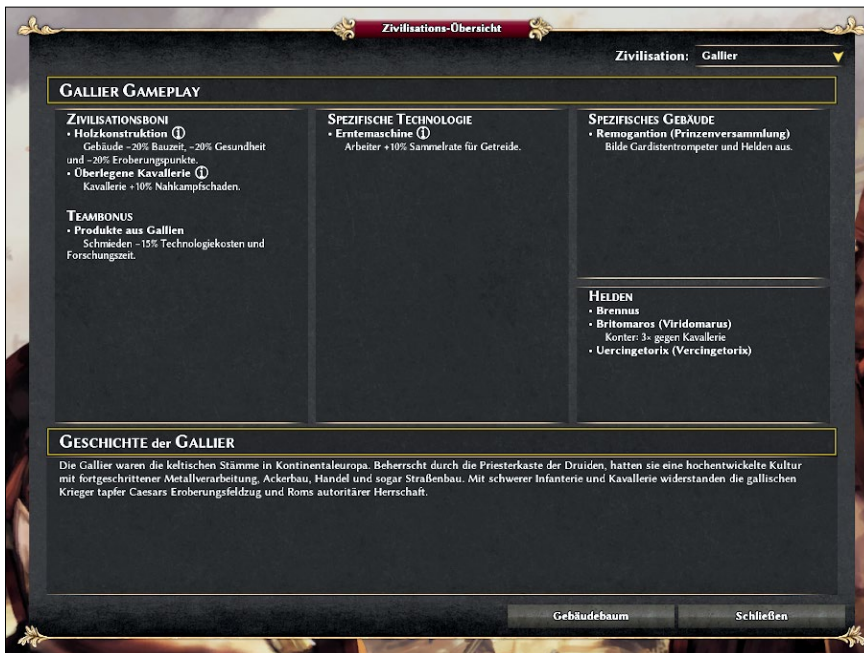 Zivilisations-Übersicht
Zivilisation: Gallier
GALLIER GAMEPLAY
ZIVILISATIONSBONI
• Holzkonstruktion ⓘ
Gebäude -20% Bauzeit, -20% Gesundheit
und -20% Eroberungspunkte.
• Überlegene Kavallerie ⓘ
Kavallerie +10% Nahkampfschaden.
TEAMBONUS
• Produkte aus Gallien
Schmieden -15% Technologiekosten und
Forschungszeit.
SPEZIFISCHE TECHNOLOGIE
• Erntemaschine ⓘ
Arbeiter +10% Sammelrate für Getreide.
SPEZIFISCHES GEBÄUDE
• Remogantion (Prinzenversammlung)
Bilde Gardistentrompeter und Helden aus.
HELDEN
• Brennus
• Britomaros (Viridomarus)
Konter: 3× gegen Kavallerie
• Uercingetorix (Vercingetorix)
GESCHICHTE der GALLIER
Die Gallier waren die keltischen Stämme in Kontinentaleuropa. Beherrscht durch die Priesterkaste der Druiden, hatten sie eine hochentwickelte Kultur
mit fortgeschrittener Metallverarbeitung, Ackerbau, Handel und sogar Straßenbau. Mit schwerer Infanterie und Kavallerie widerstanden die gallischen
Krieger tapfer Caesars Eroberungsfeldzug und Roms autoritärer Herrschaft.
Gebäudebaum
Schließen